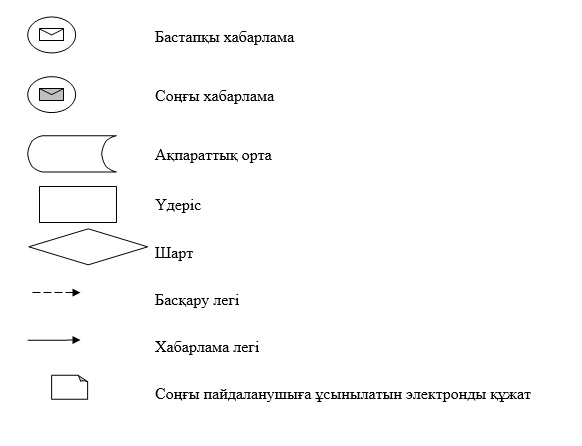 Бастапқы хабарлама
Соңғы хабарлама
Ақпараттық орта
Үдеріс
Шарт
Басқару легі
Хабарлама легі
Соңғы пайдаланушыға ұсынылатын электронды құжат